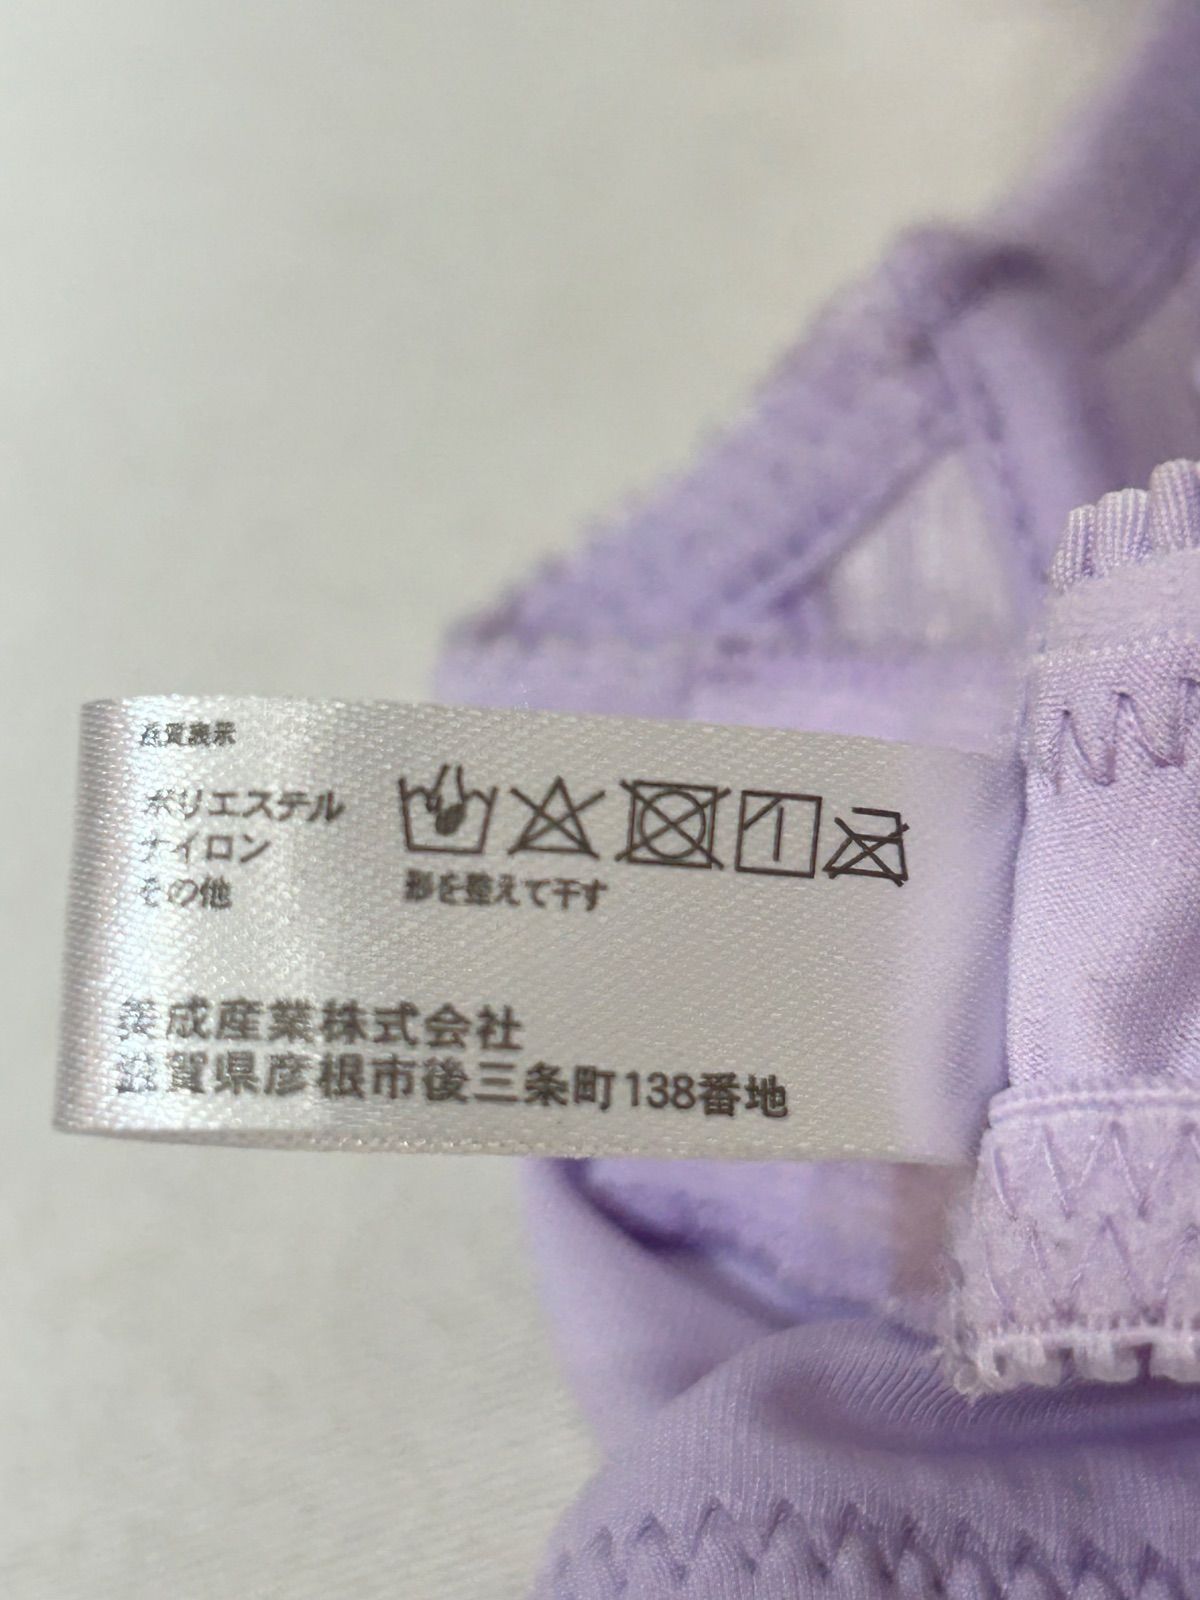 品質表示
ポリエステル
ナイロン
その他
形を整えて干す
美成産業株式会社
滋賀県彦根市後三条町138番地